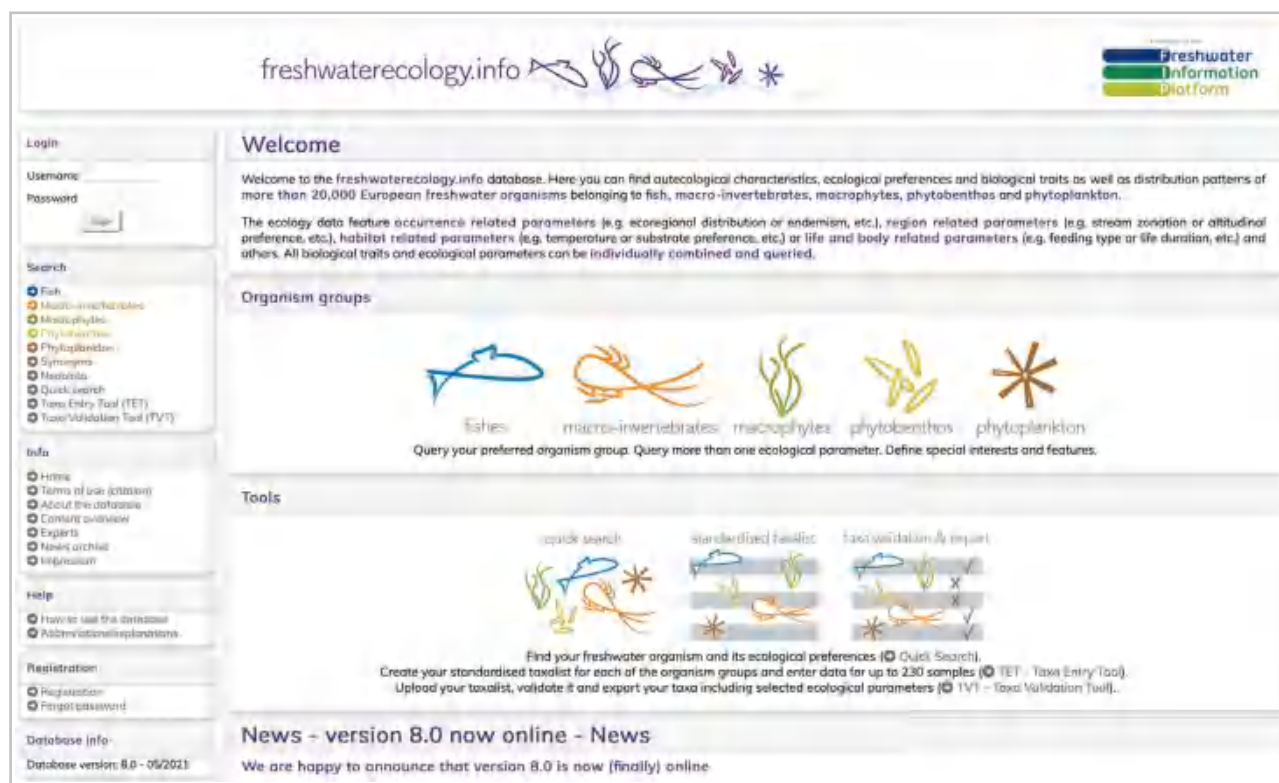 freshwaterecology.info
Freshwater
Information
Platform
Login
Username
Password
Search
Fish
Macro-invertebrates
Macrophytes
Phytobenthos
Phytoplankton
Synonyms
Neobiota
Quick search
Taxa Entry Tool (TET)
Taxa Validation Tool (TVT)
Info
Home
Terms of use (citation)
About the database
Content overview
Experts
News archive
Impressum
Help
How to use the database
Abbreviations/explanations
Registration
Registration
Forgot password
Database info
Database version: 8.0 - 05/2021
Welcome
Welcome to the freshwaterecology.info database. Here you can find autecological characteristics, ecological preferences and biological traits as well as distribution patterns of
more than 20,000 European freshwater organisms belonging to fish, macro-invertebrates, macrophytes, phytobenthos and phytoplankton.
The ecology data feature occurrence related parameters (e.g. ecoregional distribution or endemism, etc.), region related parameters (e.g. stream zonation or altitudinal
preference, etc.), habitat related parameters (e.g. temperature or substrate preference, etc.) or life and body related parameters (e.g. feeding type or life duration, etc.) and
others. All biological traits and ecological parameters can be individually combined and queried.
Organism groups
fishes macro-invertebrates macrophytes phytobenthos phytoplankton
Query your preferred organism group. Query more than one ecological parameter. Define special interests and features.
Tools
quick search standardised taxalist taxa validation & export
Find your freshwater organism and its ecological preferences (Quick Search).
Create your standardised taxalist for each of the organism groups and enter data for up to 230 samples (TET - Taxa Entry Tool).
Upload your taxalist, validate it and export your taxa including selected ecological parameters (TVT - Taxa Validation Tool).
News - version 8.0 now online - News
We are happy to announce that version 8.0 is now (finally) online